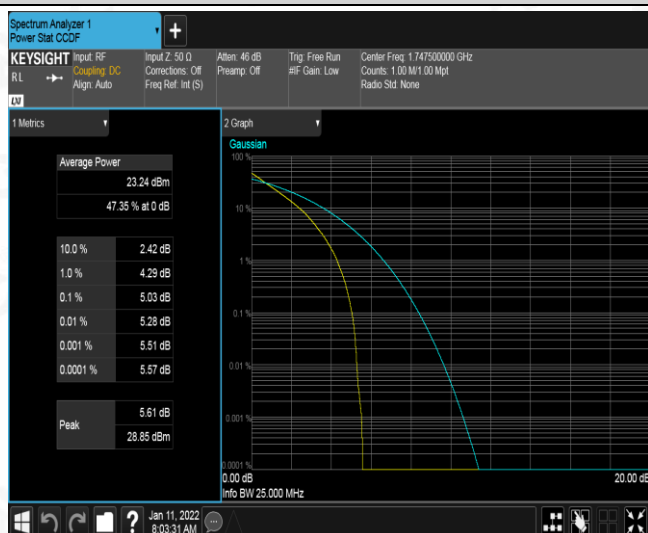 Spectrum Analyzer 1
Power Stat CCDF
+
KEYSIGHT
RL
LXI
Input: RF
Coupling: DC
Align: Auto
Input Z: 50 Ω
Corrections: Off
Freq Ref: Int (S)
Atten: 46 dB
Preamp: Off
Trig: Free Run
#IF Gain: Low
Center Freq: 1.747500000 GHz
Counts: 1.00 M/1.00 Mpt
Radio Std: None
1 Metrics
Average Power
23.24 dBm
47.35 % at 0 dB
10.0 % 2.42 dB
1.0 % 4.29 dB
0.1 % 5.03 dB
0.01 % 5.28 dB
0.001 % 5.51 dB
0.0001 % 5.57 dB
Peak
5.61 dB
28.85 dBm
2 Graph
Gaussian
100 %
10 %
1 %
0.1 %
0.01 %
0.001 %
0.0001 %
0.00 dB 20.00 dB
Info BW 25.000 MHz
?
Jan 11, 2022
8:03:31 AM